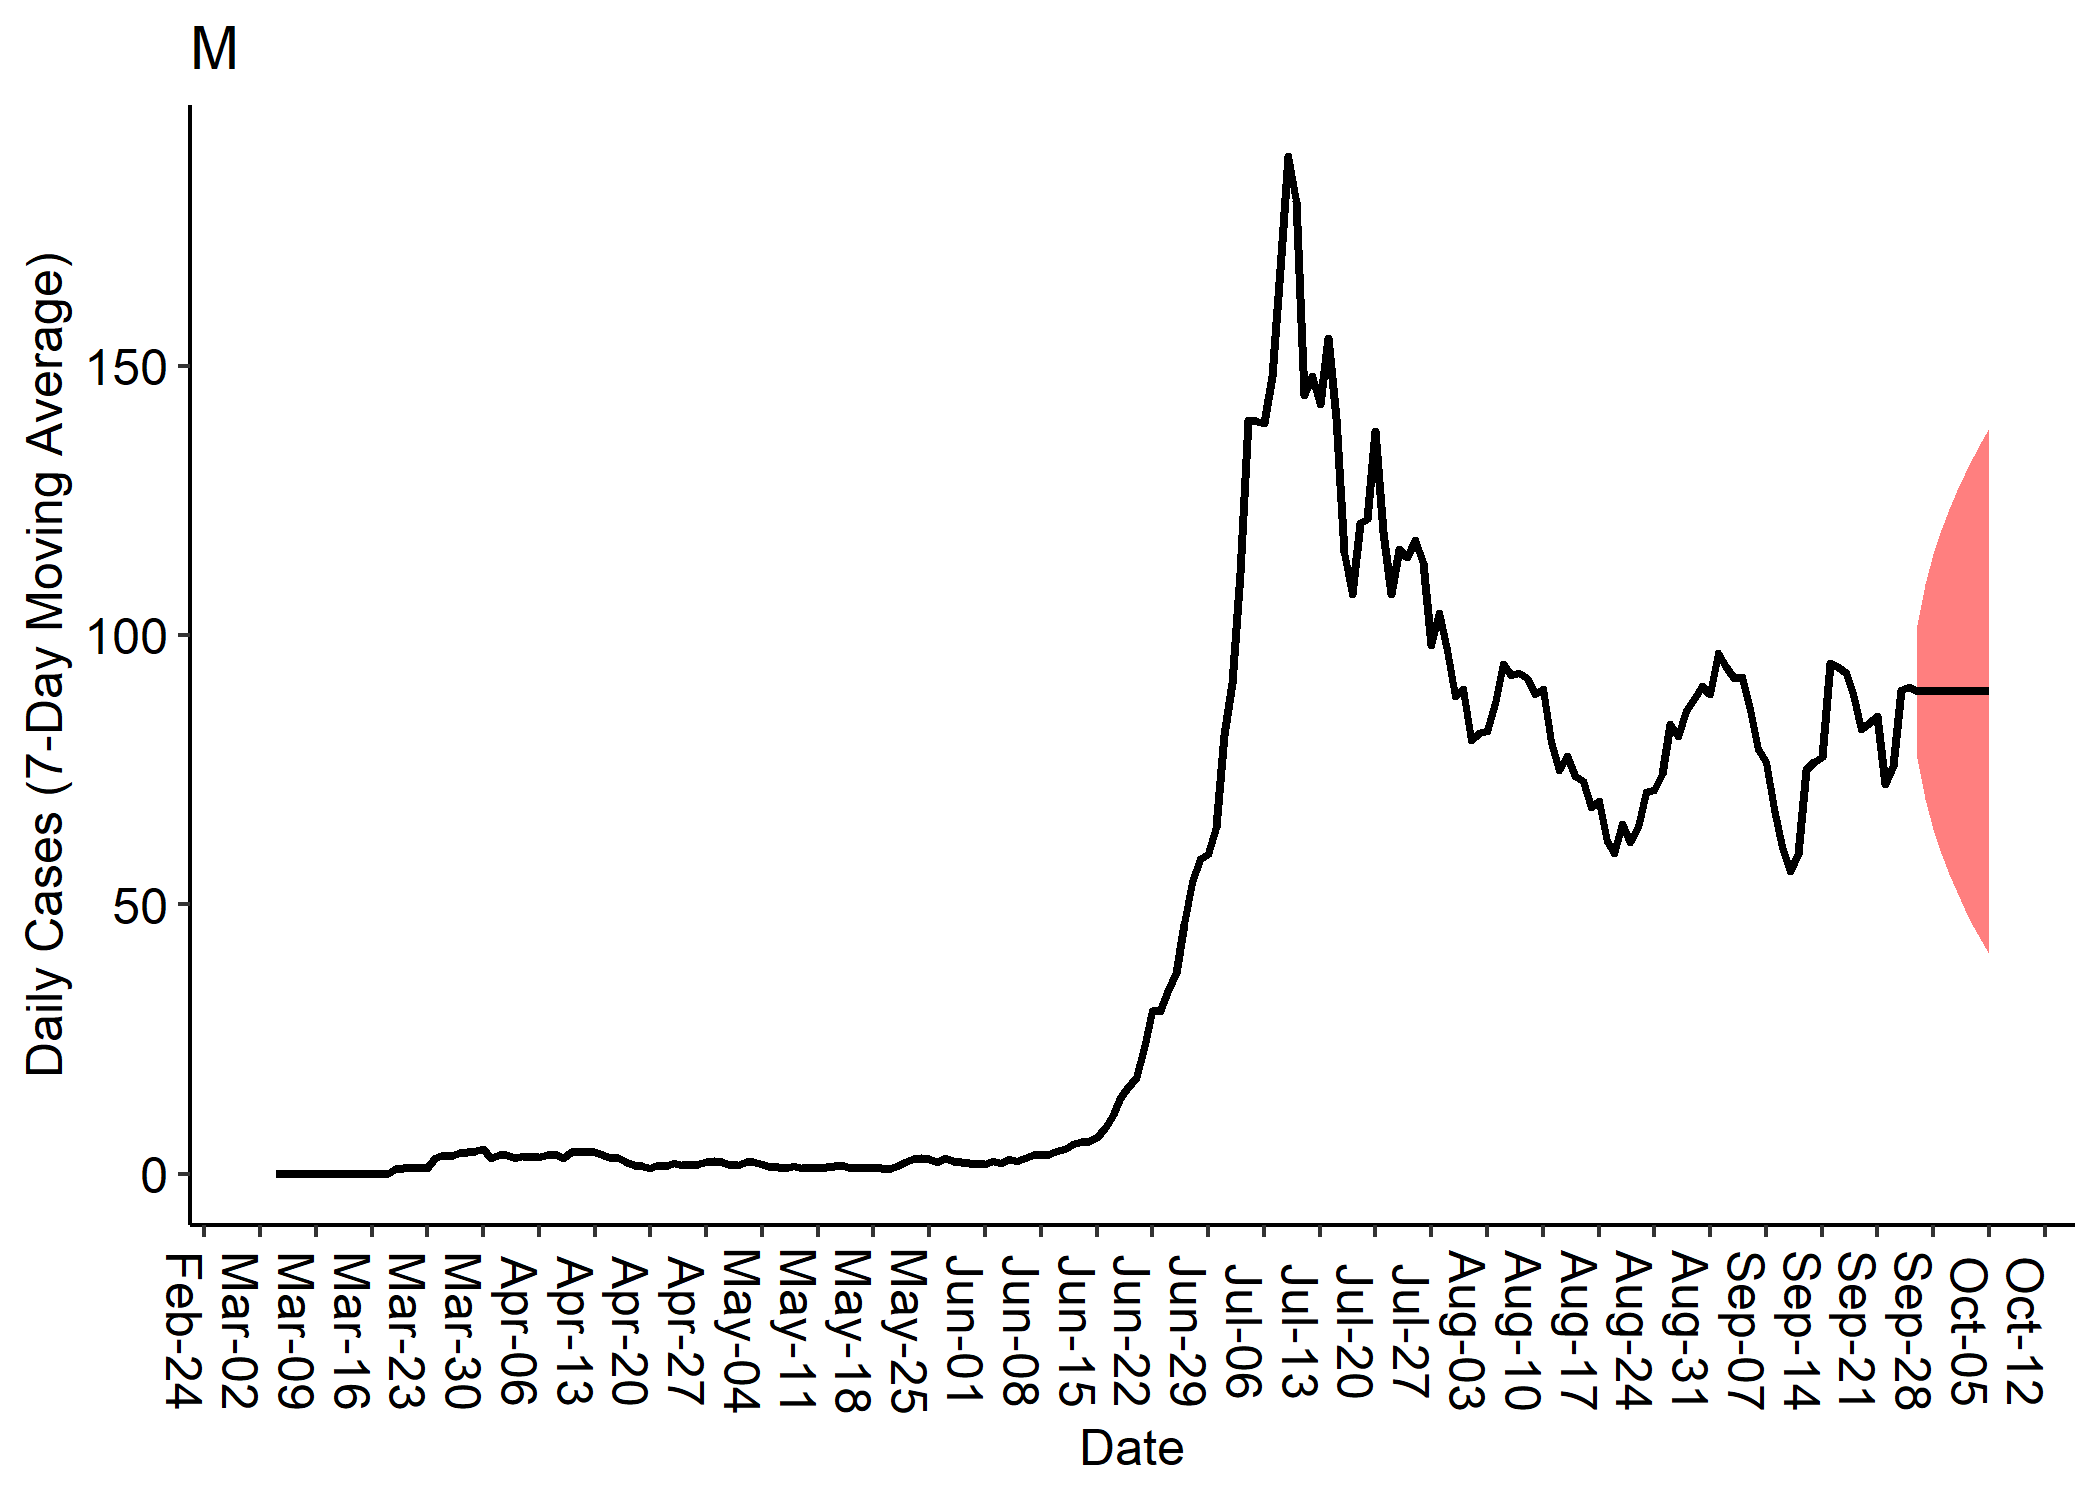 M
Daily Cases (7-Day Moving Average)
150
100
50
0
Feb-24
Mar-02
Mar-09
Mar-16
Mar-23
Mar-30
Apr-06
Apr-13
Apr-20
Apr-27
May-04
May-11
May-18
May-25
Jun-01
Jun-08
Jun-15
Jun-22
Jun-29
Jul-06
Jul-13
Jul-20
Jul-27
Aug-03
Aug-10
Aug-17
Aug-24
Aug-31
Sep-07
Sep-14
Sep-21
Sep-28
Oct-05
Oct-12
Date